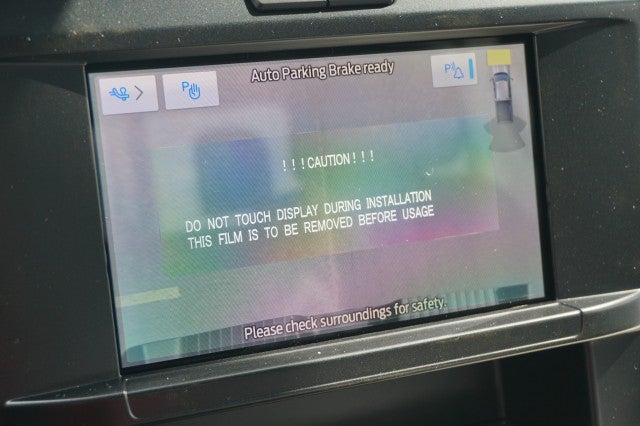 Auto Parking Brake ready
P
P
! ! ! CAUTION ! ! !
DO NOT TOUCH DISPLAY DURING INSTALLATION
THIS FILM IS TO BE REMOVED BEFORE USAGE
Please check surroundings for safety.